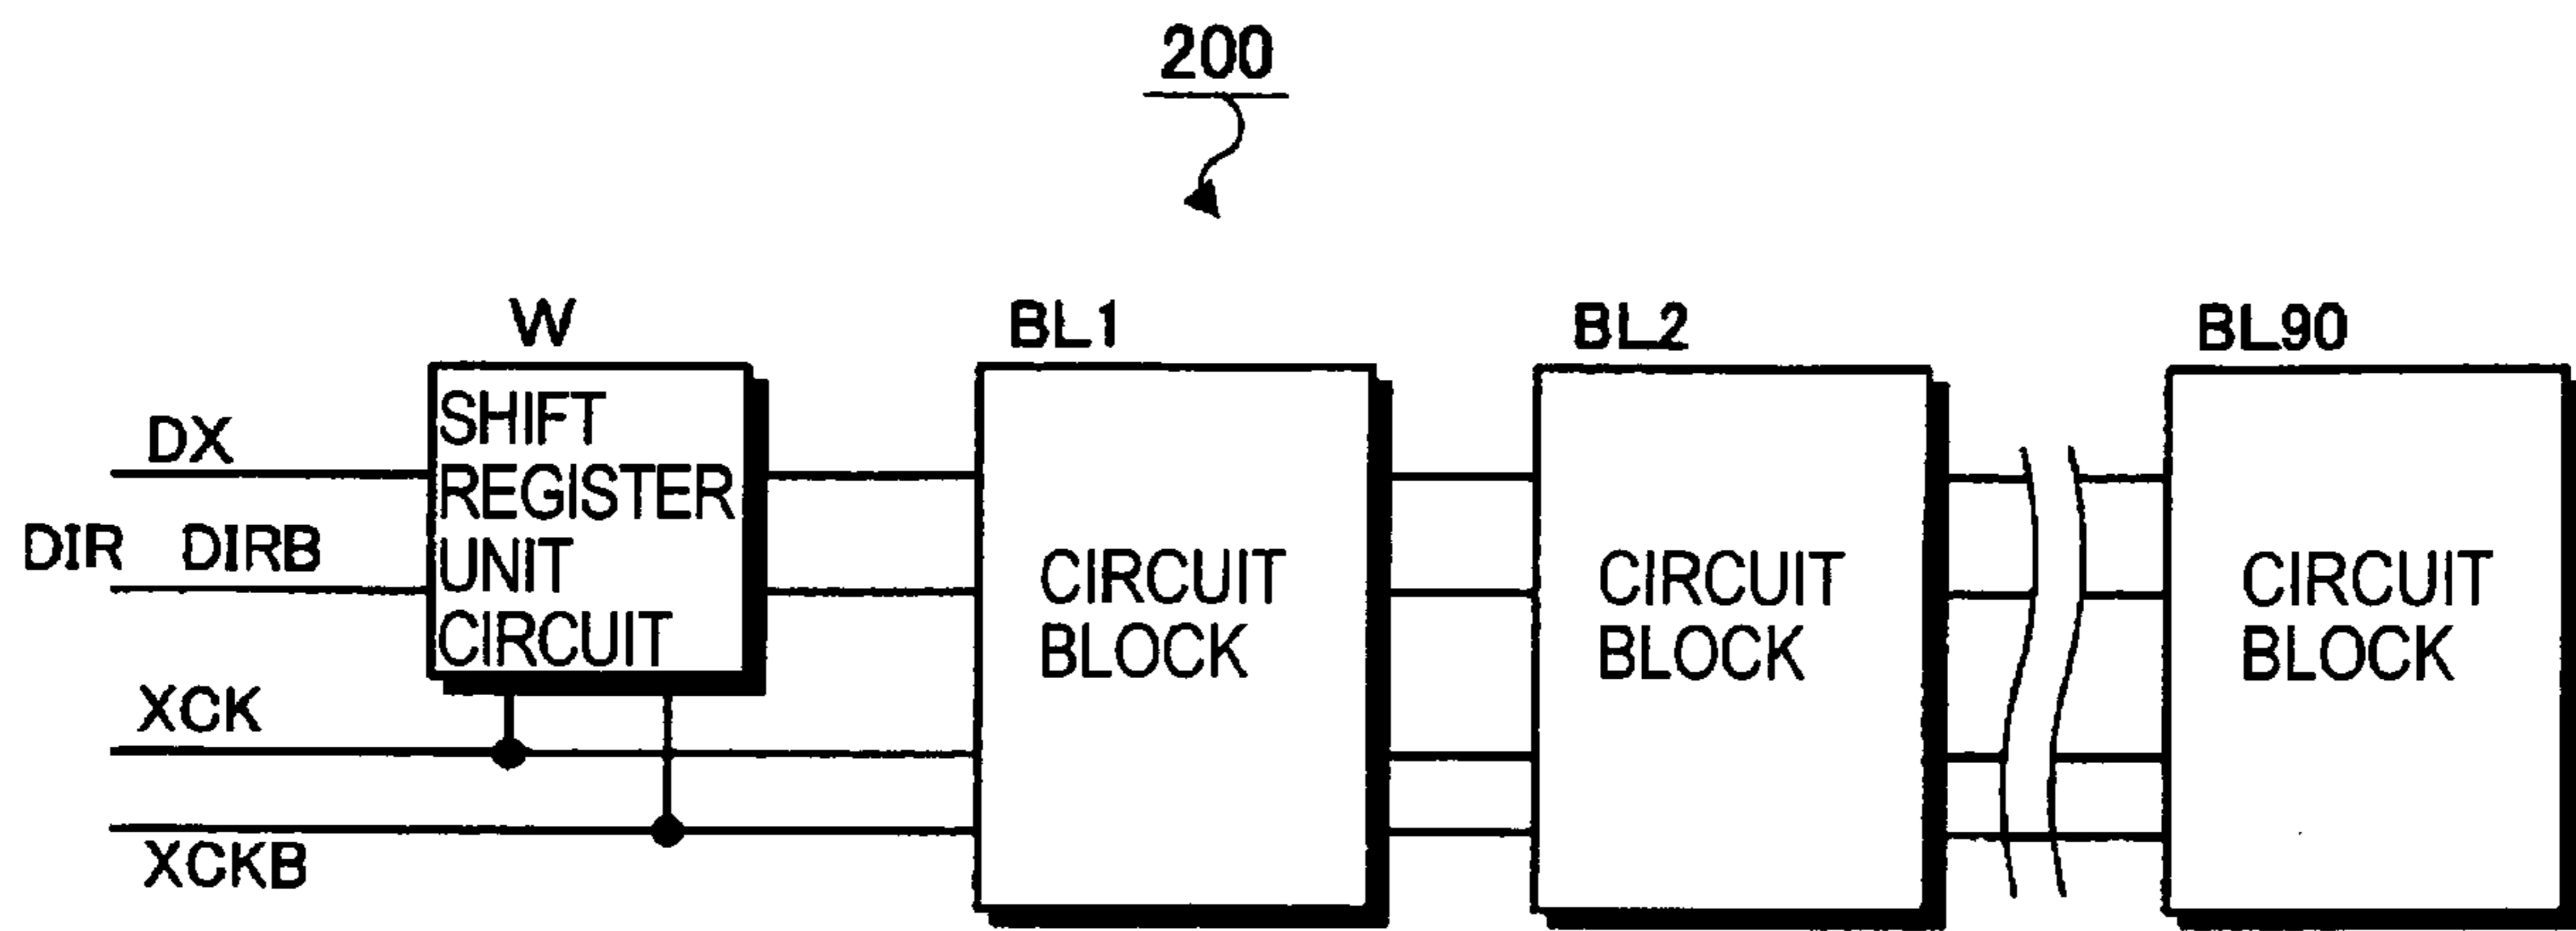 200
W
BL1
BL2
BL90
DX
DIR DIRB
XCK
XCKB
SHIFT
REGISTER
UNIT
CIRCUIT
CIRCUIT
BLOCK
CIRCUIT
BLOCK
CIRCUIT
BLOCK